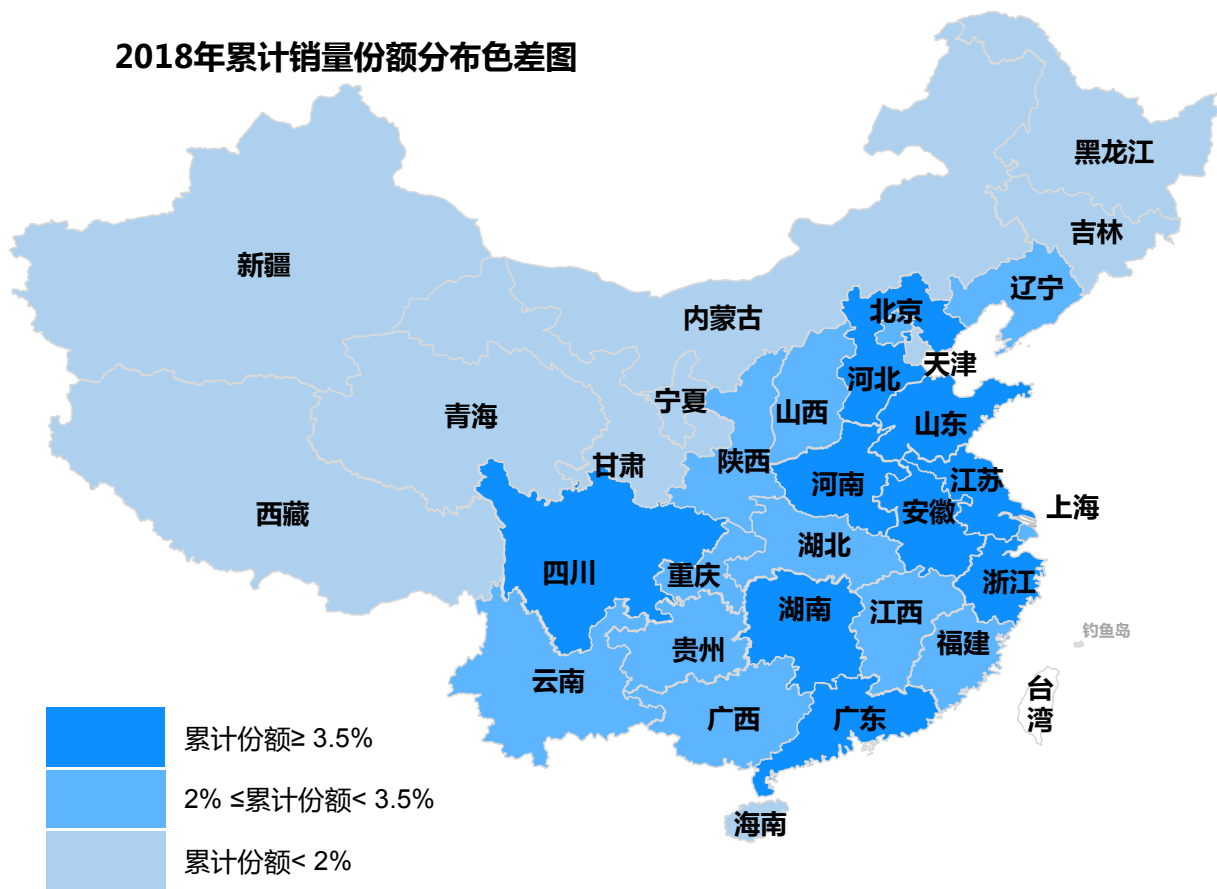 2018年累计销量份额分布色差图
黑龙江
吉林
新疆
辽宁
北京
内蒙古
天津
河北
宁夏
山西
青海
山东
陕西
甘肃
江苏
河南
上海
安徽
西藏
湖北
四川
重庆
浙江
湖南
江西
钓鱼岛
福建
贵州
云南
台
湾
广西
广东
累计份额≥ 3.5%
2% ≤累计份额< 3.5%
海南
累计份额< 2%